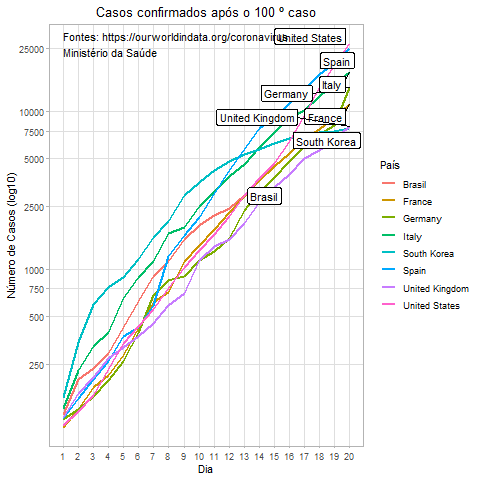 Casos confirmados após o 100 º caso
Fontes: https://ourworldindata.org/coronavirus
Ministério da Saúde
United States
Spain
Italy
Germany
United Kingdom
France
South Korea
Brasil
Número de Casos (log10)
25000
10000
7500
5000
2500
1000
750
500
250
1 2 3 4 5 6 7 8 9 10 11 12 13 14 15 16 17 18 19 20
Dia
País
Brasil
France
Germany
Italy
South Korea
Spain
United Kingdom
United States